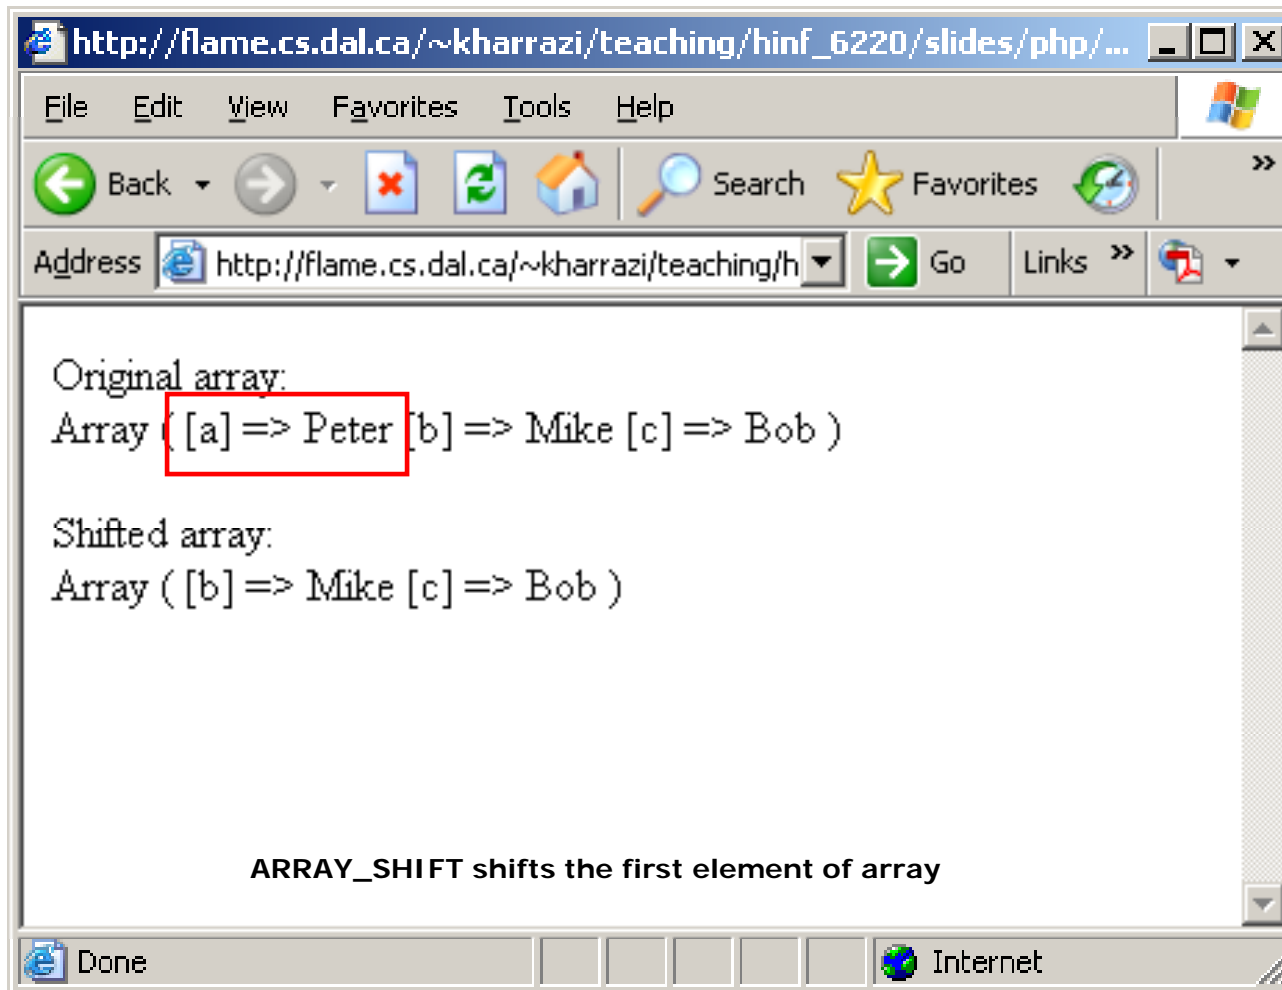 http://flame.cs.dal.ca/~kharrazi/teaching/hinf_6220/slides/php/...
File Edit View Favorites Tools Help
Back Search Favorites »
Address http://flame.cs.dal.ca/~kharrazi/teaching/h Go Links »
Original array:
Array ( [a] => Peter [b] => Mike [c] => Bob )
Shifted array:
Array ( [b] => Mike [c] => Bob )
ARRAY_SHIFT shifts the first element of array
Done Internet